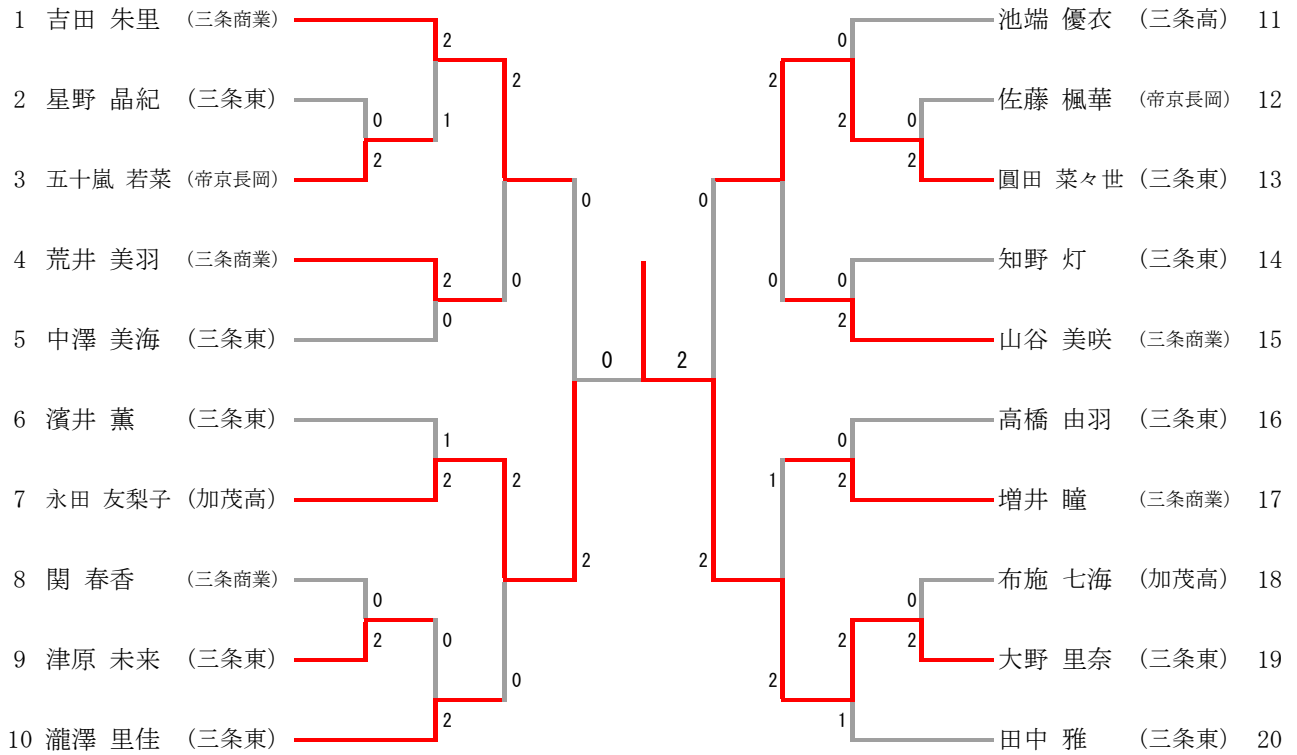 1 吉田 朱里 (三条商業)
2 星野 晶紀 (三条東)
3 五十嵐 若菜 (帝京長岡)
4 荒井 美羽 (三条商業)
5 中澤 美海 (三条東)
6 濱井 薫 (三条東)
7 永田 友梨子 (加茂高)
8 関 春香 (三条商業)
9 津原 未来 (三条東)
10 瀧澤 里佳 (三条東)
2
0
2
1
2
0
2
0
1
2
0
2
0
2
2
0
0
2
0
2
0
2
0
2
0
2
0
2
0
2
0
2
2
1
2
0
1
2
池端 優衣 (三条高) 11
佐藤 楓華 (帝京長岡) 12
圓田 菜々世 (三条東) 13
知野 灯 (三条東) 14
山谷 美咲 (三条商業) 15
高橋 由羽 (三条東) 16
増井 瞳 (三条商業) 17
布施 七海 (加茂高) 18
大野 里奈 (三条東) 19
田中 雅 (三条東) 20